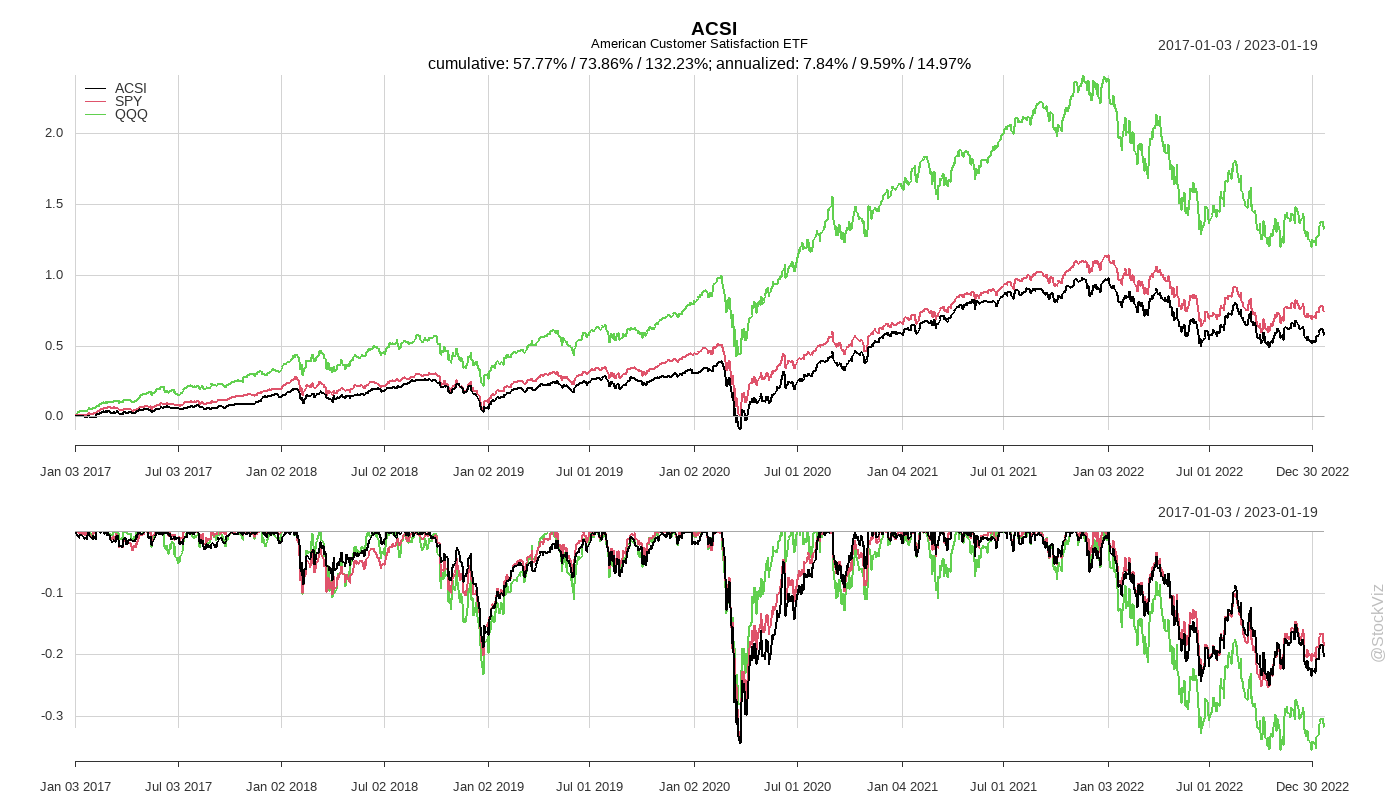 ACSI
American Customer Satisfaction ETF
2017-01-03 / 2023-01-19
cumulative: 57.77% / 73.86% / 132.23%; annualized: 7.84% / 9.59% / 14.97%
ACSI
SPY
QQQ
2.0
1.5
1.0
0.5
0.0
Jan 03 2017 Jul 03 2017 Jan 02 2018 Jul 02 2018 Jan 02 2019 Jul 01 2019 Jan 02 2020 Jul 01 2020 Jan 04 2021 Jul 01 2021 Jan 03 2022 Jul 01 2022 Dec 30 2022
2017-01-03 / 2023-01-19
-0.1
-0.2
-0.3
Jan 03 2017 Jul 03 2017 Jan 02 2018 Jul 02 2018 Jan 02 2019 Jul 01 2019 Jan 02 2020 Jul 01 2020 Jan 04 2021 Jul 01 2021 Jan 03 2022 Jul 01 2022 Dec 30 2022
@StockViz